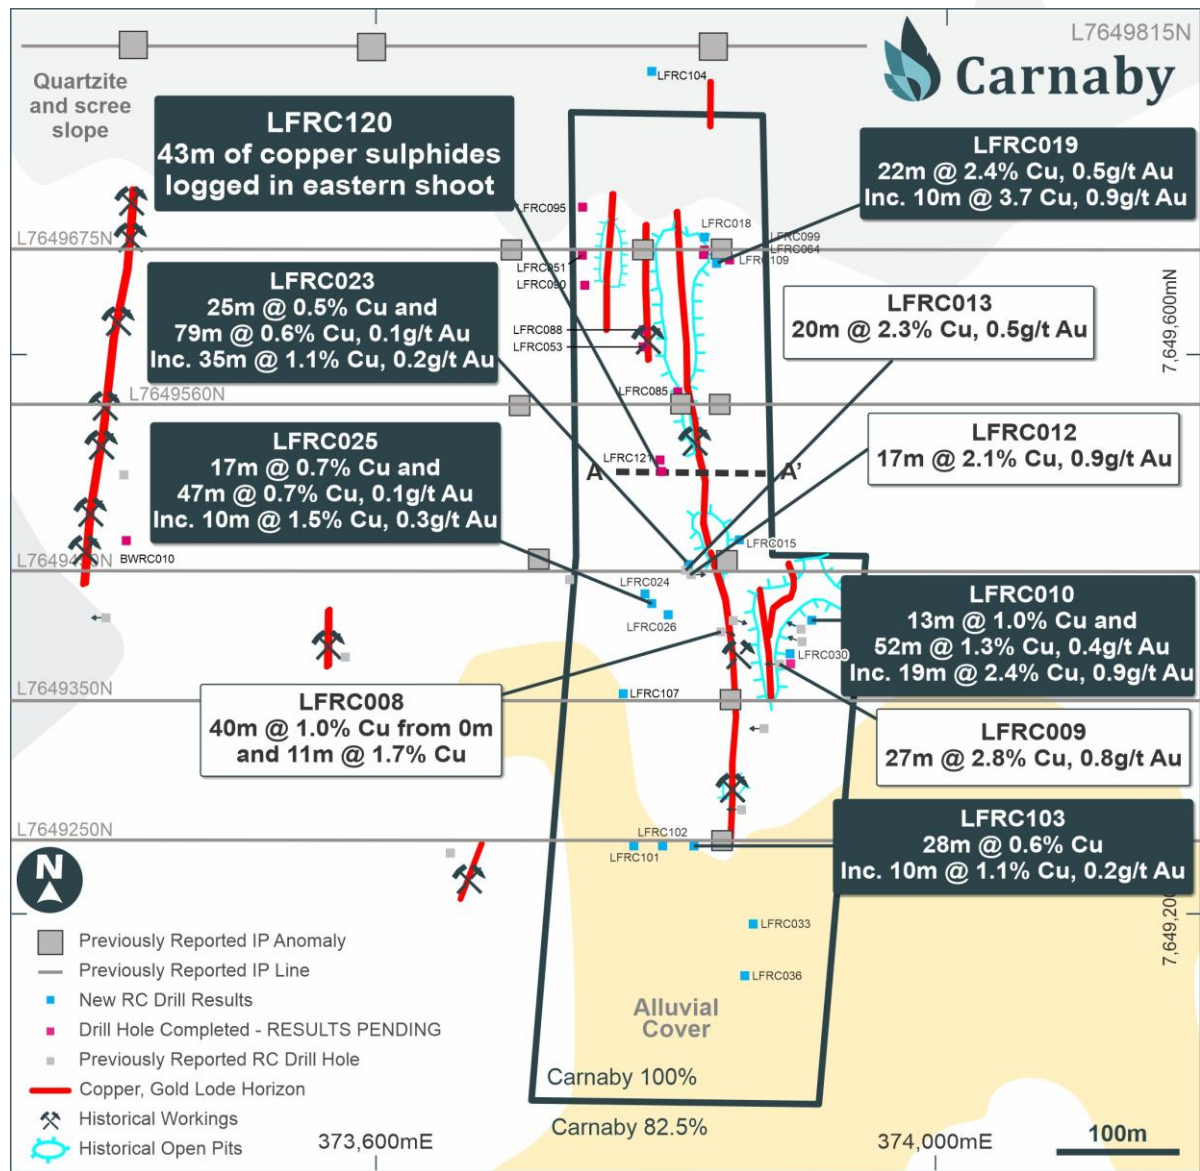 L7649815N
Carnaby
Quartzite
and scree
slope
LFRC104
LFRC120
43m of copper sulphides
logged in eastern shoot
LFRC019
22m @ 2.4% Cu, 0.5g/t Au
Inc. 10m @ 3.7 Cu, 0.9g/t Au
LFRC095
LFRC018
LFRC099
LFRC064
LFRC109
L7649675N
LFRC051
LFRC090
LFRC023
25m @ 0.5% Cu and
79m @ 0.6% Cu, 0.1g/t Au
Inc. 35m @ 1.1% Cu, 0.2g/t Au
LFRC013
20m @ 2.3% Cu, 0.5g/t Au
7,649,600mN
LFRC088
LFRC053
LFRC085
L7649560N
LFRC025
17m @ 0.7% Cu and
47m @ 0.7% Cu, 0.1g/t Au
Inc. 10m @ 1.5% Cu, 0.3g/t Au
LFRC012
17m @ 2.1% Cu, 0.9g/t Au
LFRC121
A
A'
LFRC015
BWRC010
LFRC024
LFRC026
LFRC010
13m @ 1.0% Cu and
52m @ 1.3% Cu, 0.4g/t Au
Inc. 19m @ 2.4% Cu, 0.9g/t Au
LFRC030
LFRC107
L7649350N
LFRC008
40m @ 1.0% Cu from 0m
and 11m @ 1.7% Cu
LFRC009
27m @ 2.8% Cu, 0.8g/t Au
LFRC103
28m @ 0.6% Cu
Inc. 10m @ 1.1% Cu, 0.2g/t Au
L7649250N
LFRC102
LFRC101
N
LFRC033
LFRC036
Previously Reported IP Anomaly
Previously Reported IP Line
New RC Drill Results
Drill Hole Completed - RESULTS PENDING
Previously Reported RC Drill Hole
Copper, Gold Lode Horizon
Historical Workings
Historical Open Pits
Alluvial
Cover
Carnaby 100%
Carnaby 82.5%
373,600mE
374,000mE
100m